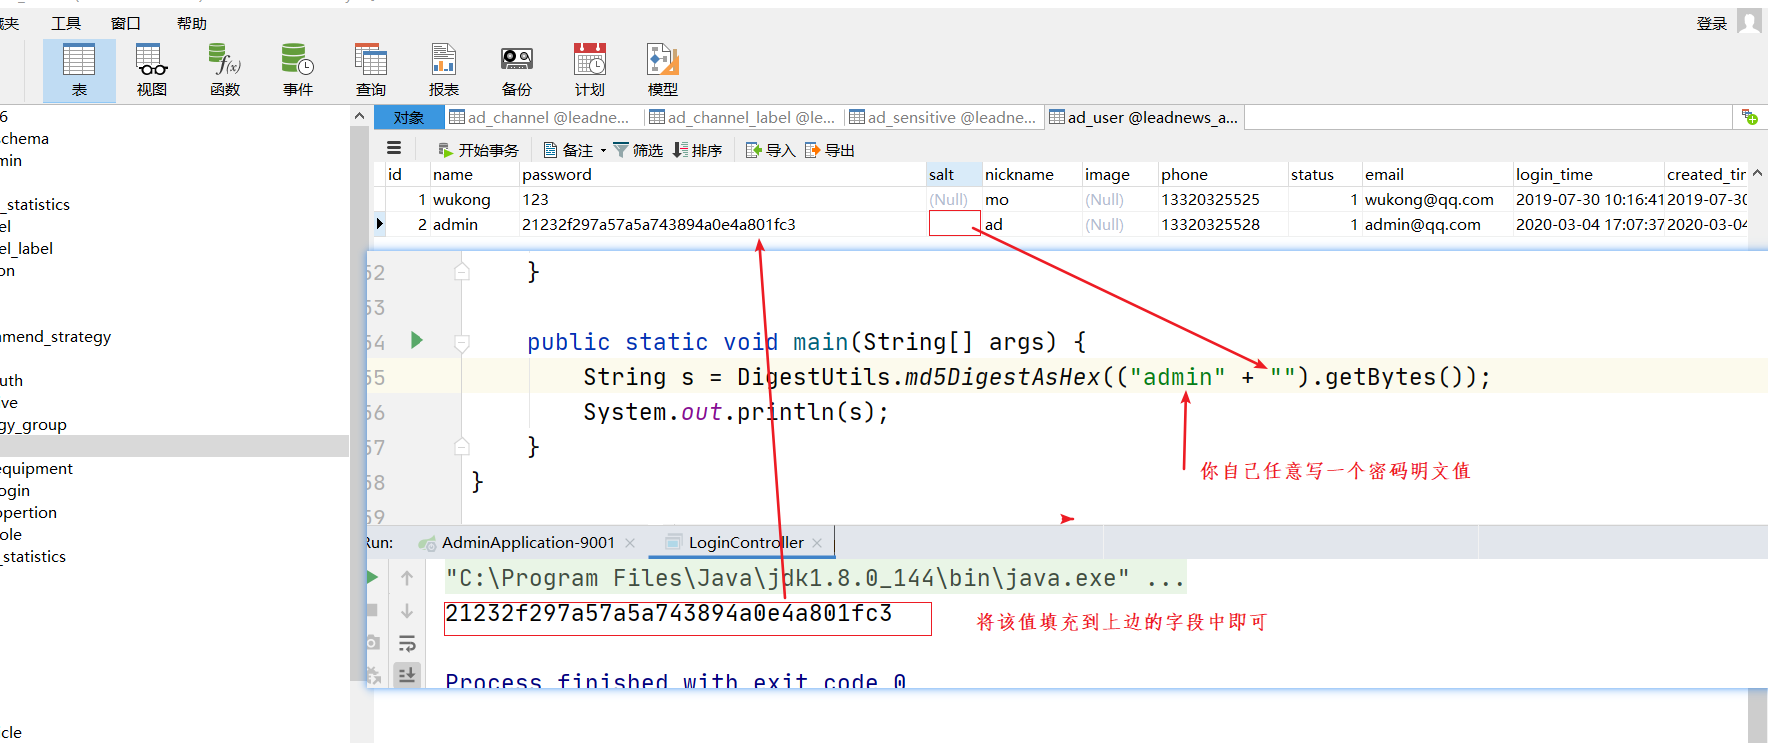 藏夹 工具 窗口 帮助 登录
表 视图 函数 事件 查询 报表 备份 计划 模型
对象 ad_channel @leadne... ad_channel_label @le... ad_sensitive @leadne... ad_user @leadnews_a...
开始事务 备注 筛选 排序 导入 导出
id name password salt nickname image phone status email login_time created_tim
1 wukong 123 (Null) mo (Null) 13320325525 1 wukong@qq.com 2019-07-30 10:16:41 2019-07-30
2 admin 21232f297a57a5a743894a0e4a801fc3 ad (Null) 13320325528 1 admin@qq.com 2020-03-04 17:07:37 2020-03-04
6
schema
min
_statistics
el
el_label
on
mmend_strategy
uth
ve
gy_group
equipment
ogin
opertion
ole
_statistics
icle
52 }
53
54 public static void main(String[] args) {
55 String s = DigestUtils.md5DigestAsHex(("admin" + "").getBytes());
56 System.out.println(s);
57 }
58 }
59
你自己任意写一个密码明文值
Run: AdminApplication-9001 × LoginController ×
"C:\Program Files\Java\jdk1.8.0_144\bin\java.exe" ...
21232f297a57a5a743894a0e4a801fc3
将该值填充到上边的字段中即可
Process finished with exit code 0